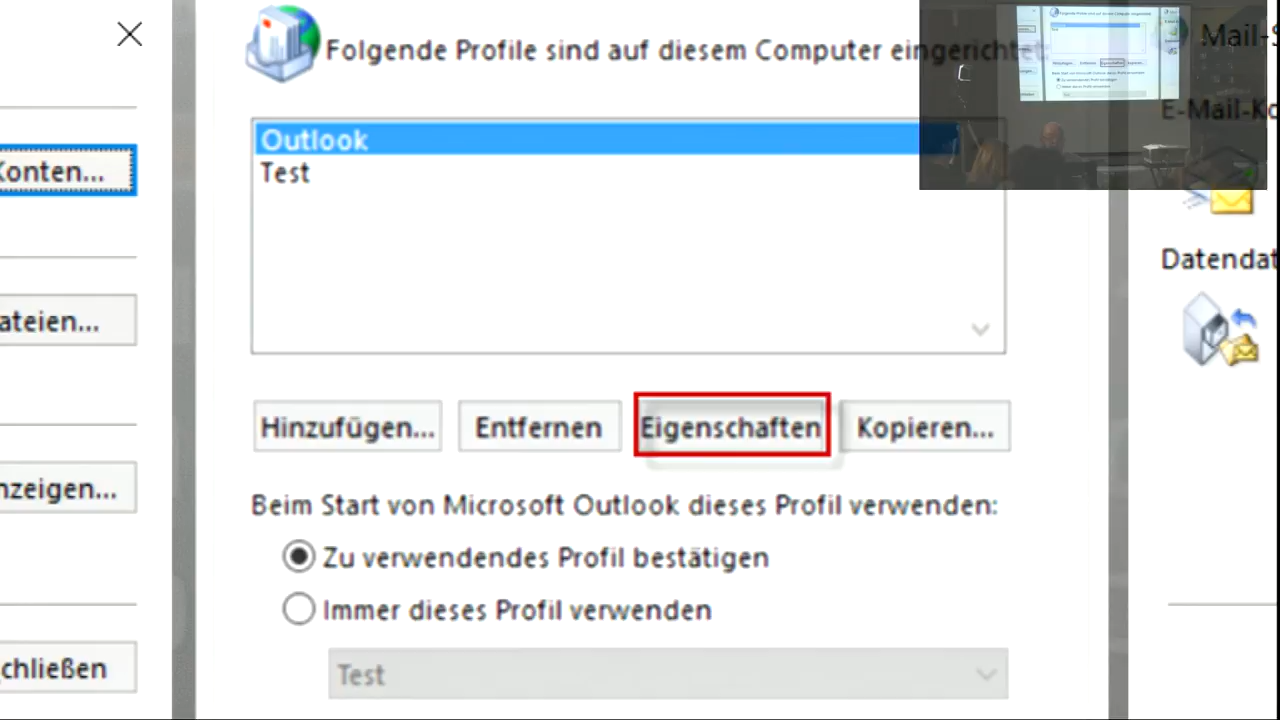 Folgende Profile sind auf diesem Computer eingerichtet:
Outlook
Test
Hinzufügen...
Entfernen
Eigenschaften
Kopieren...
Beim Start von Microsoft Outlook dieses Profil verwenden:
Zu verwendendes Profil bestätigen
Immer dieses Profil verwenden
Test
Konten...
ateien...
nzeigen...
chließen
Mail-S
E-Mail-Ko
Datendat